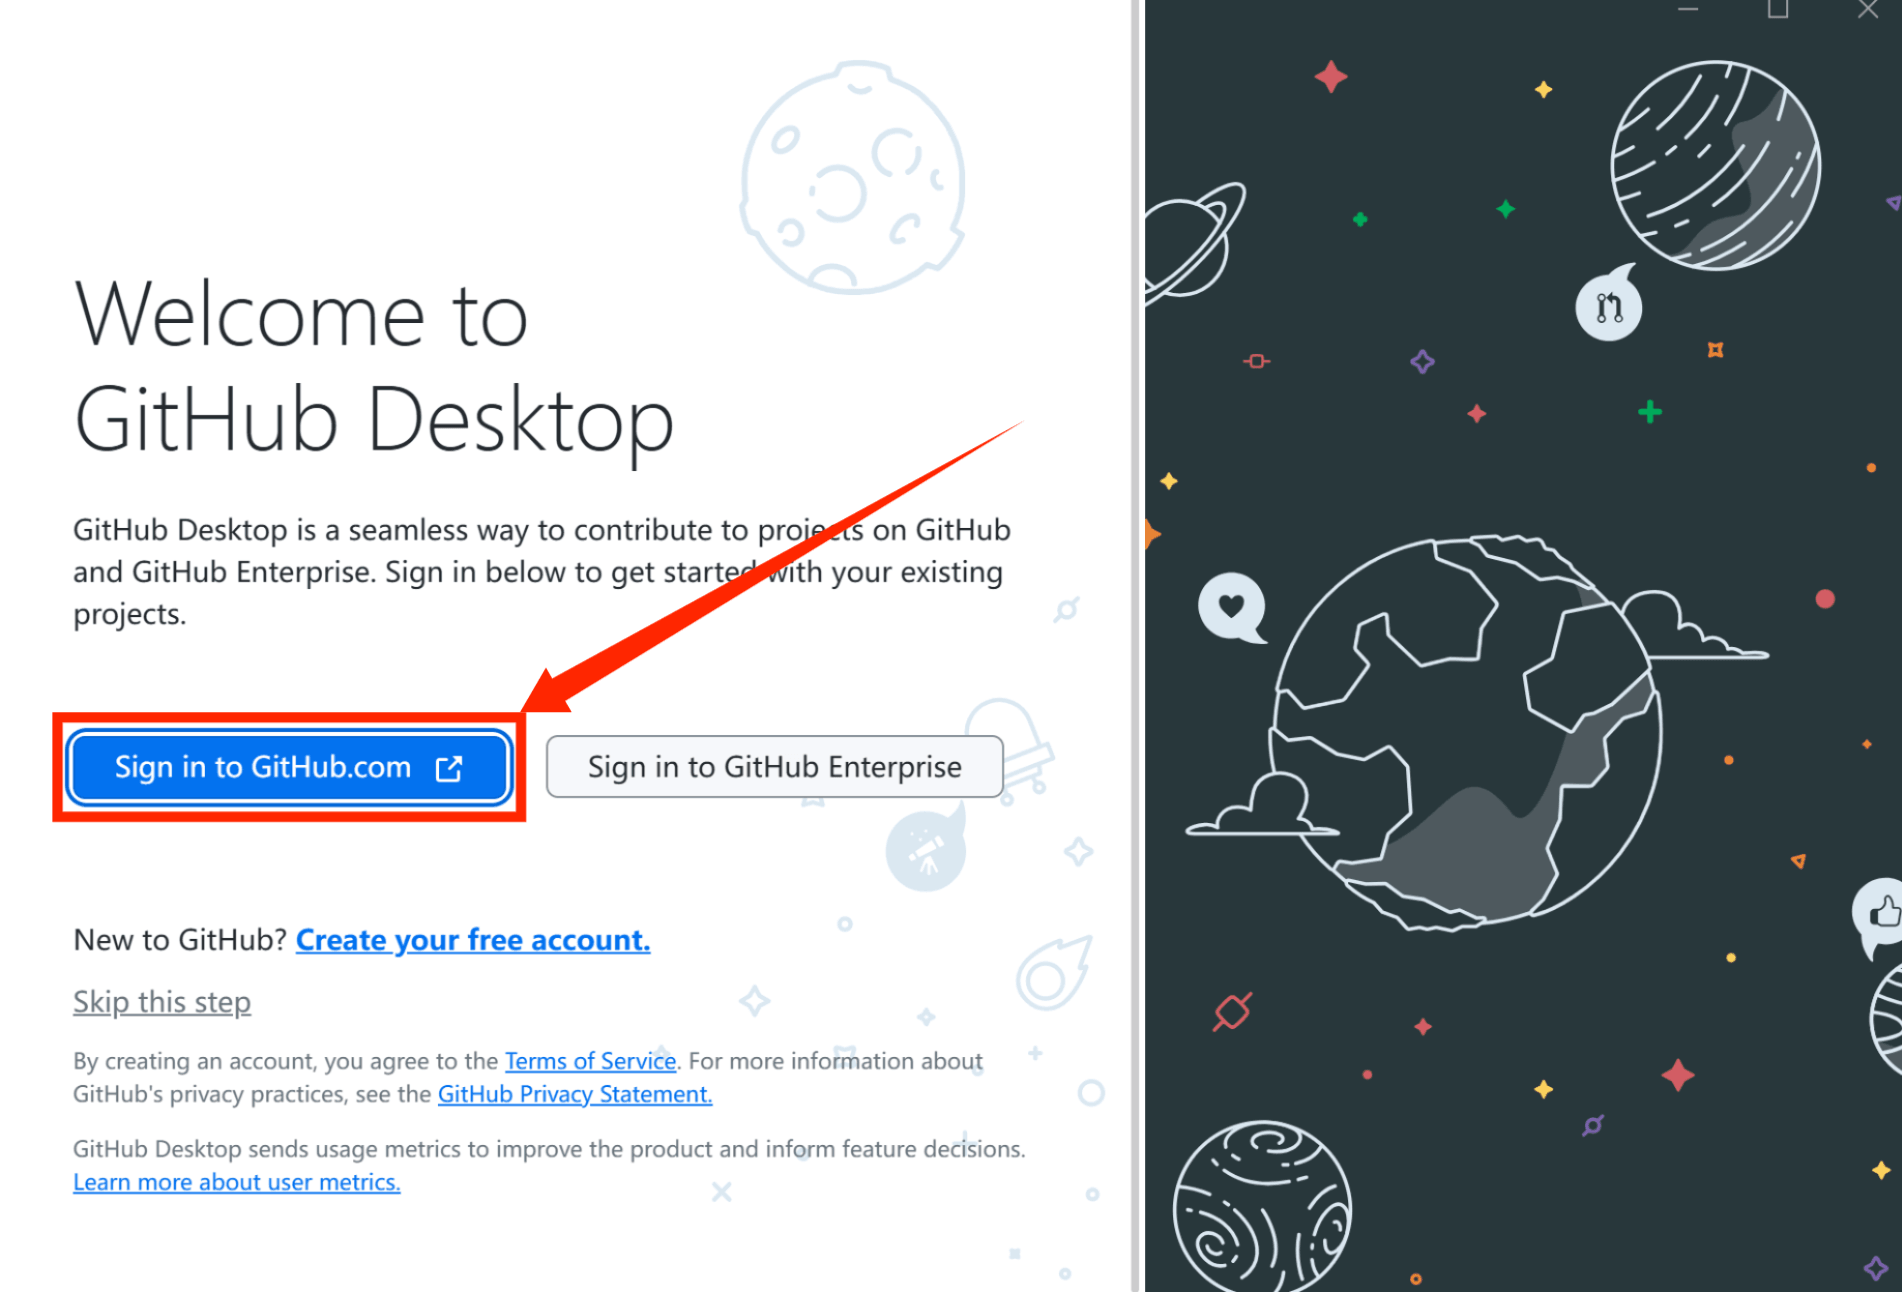 Welcome to
GitHub Desktop
GitHub Desktop is a seamless way to contribute to projects on GitHub
and GitHub Enterprise. Sign in below to get started with your existing
projects.
Sign in to GitHub.com
Sign in to GitHub Enterprise
New to GitHub? Create your free account.
Skip this step
By creating an account, you agree to the Terms of Service. For more information about
GitHub's privacy practices, see the GitHub Privacy Statement.
GitHub Desktop sends usage metrics to improve the product and inform feature decisions.
Learn more about user metrics.